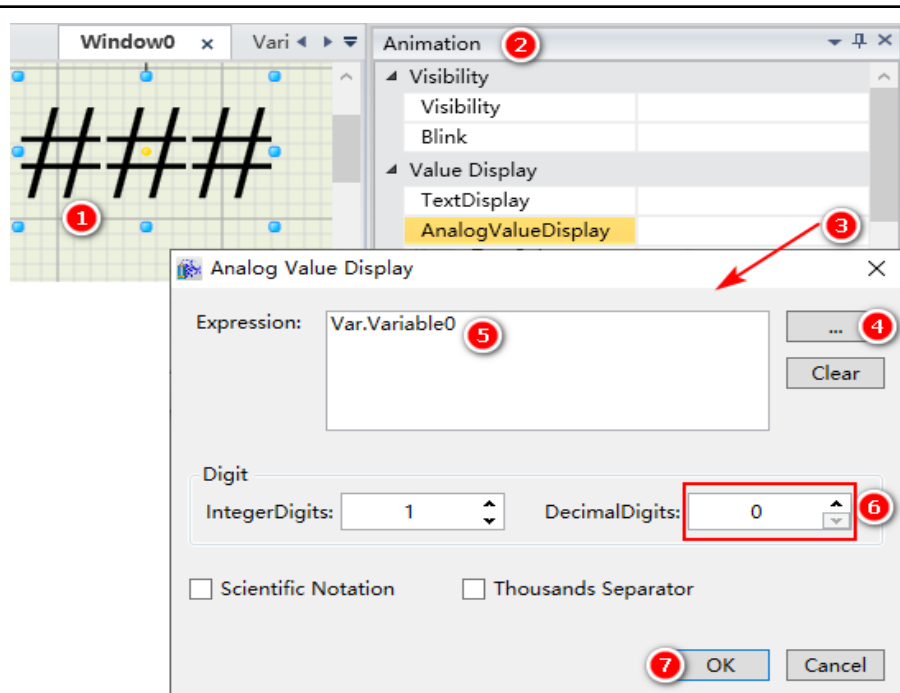 Window0 x Vari
Animation 2
Visibility
Visibility
Blink
Value Display
TextDisplay
AnalogValueDisplay
###
1
3
Analog Value Display
Expression: Var.Variable0 5 ... 4
Clear
Digit
IntegerDigits: 1 DecimalDigits: 0 6
Scientific Notation Thousands Separator
7 OK Cancel